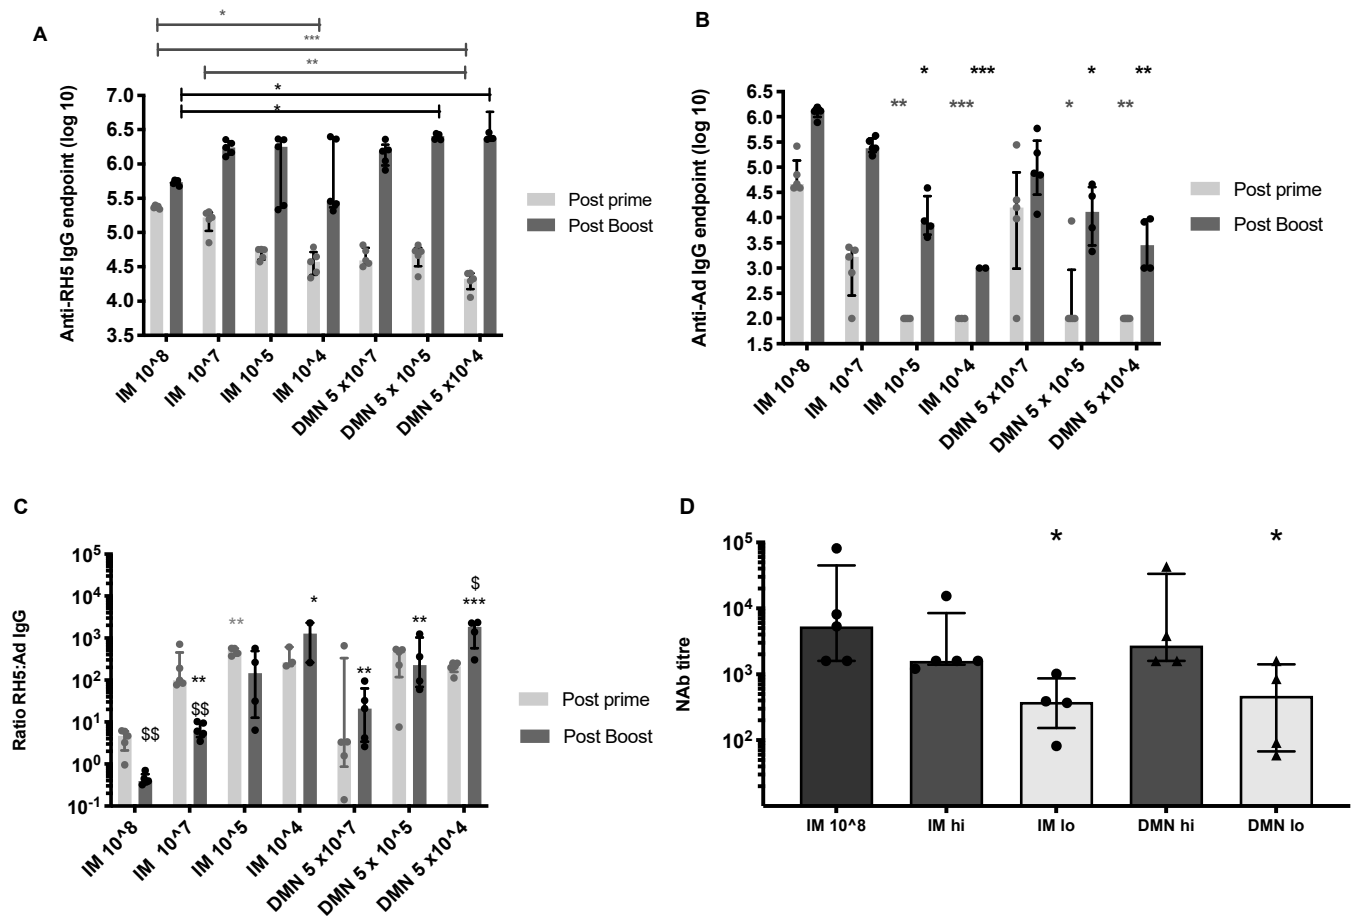 A
*
***
**
*
*
Anti-RH5 IgG endpoint (log 10)
7.0
6.5
6.0
5.5
5.0
4.5
4.0
3.5
IM 10^8
IM 10^7
IM 10^5
IM 10^4
DMN 5 x10^7
DMN 5 x 10^5
DMN 5 x10^4
Post prime
Post Boost
B
* *** * **
** *** * **
Anti-Ad IgG endpoint (log 10)
6.5
6.0
5.5
5.0
4.5
4.0
3.5
3.0
2.5
2.0
1.5
IM 10^8
IM 10^7
IM 10^5
IM 10^4
DMN 5 x10^7
DMN 5 x 10^5
DMN 5 x10^4
Post prime
Post Boost
C
Ratio RH5:Ad IgG
10^5
10^4
10^3
10^2
10^1
10^0
10^-1
$$
**
$$
**
*
**
**
$
***
IM 10^8
IM 10^7
IM 10^5
IM 10^4
DMN 5 x10^7
DMN 5 x 10^5
DMN 5 x10^4
Post prime
Post Boost
D
* *
NAb titre
10^5
10^4
10^3
10^2
IM 10^8
IM hi
IM lo
DMN hi
DMN lo